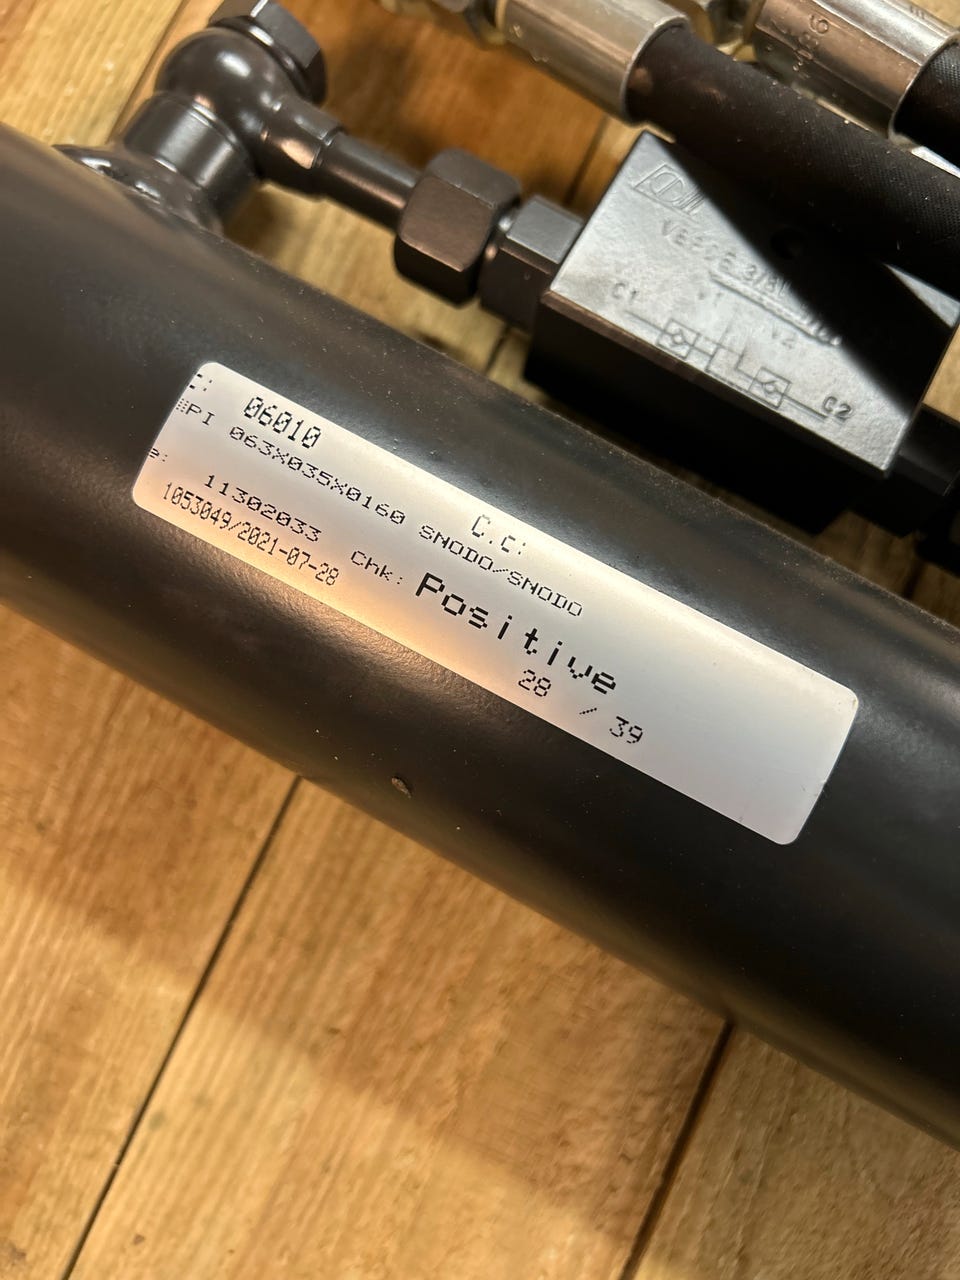 C1
V1
V2
C2
06010
C.c:
PI 063X035X0160 SNODO/SNODO
11302033 Chk: Positive
1053049/2021-07-28
28 / 39